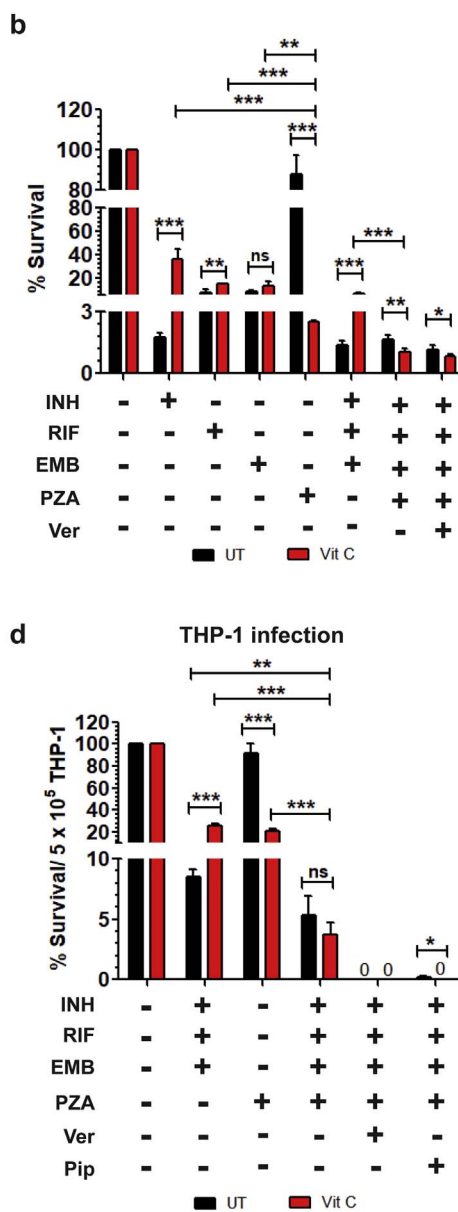 b
**
***
***
***
***
***
**
ns
***
**
*
120
100
80
60
40
20
3
0
% Survival
INH - + - - - + + +
RIF - - + - - + + +
EMB - - - + - + + +
PZA - - - - + - + +
Ver - - - - - - - +
UT Vit C
d THP-1 infection
**
***
***
***
***
ns
*
0 0 0
120
100
80
60
40
20
10
5
0
% Survival/ 5 x 10⁵ THP-1
INH - + - + + +
RIF - + - + + +
EMB - + - + + +
PZA - - + + + +
Ver - - - - + -
Pip - - - - - +
UT Vit C